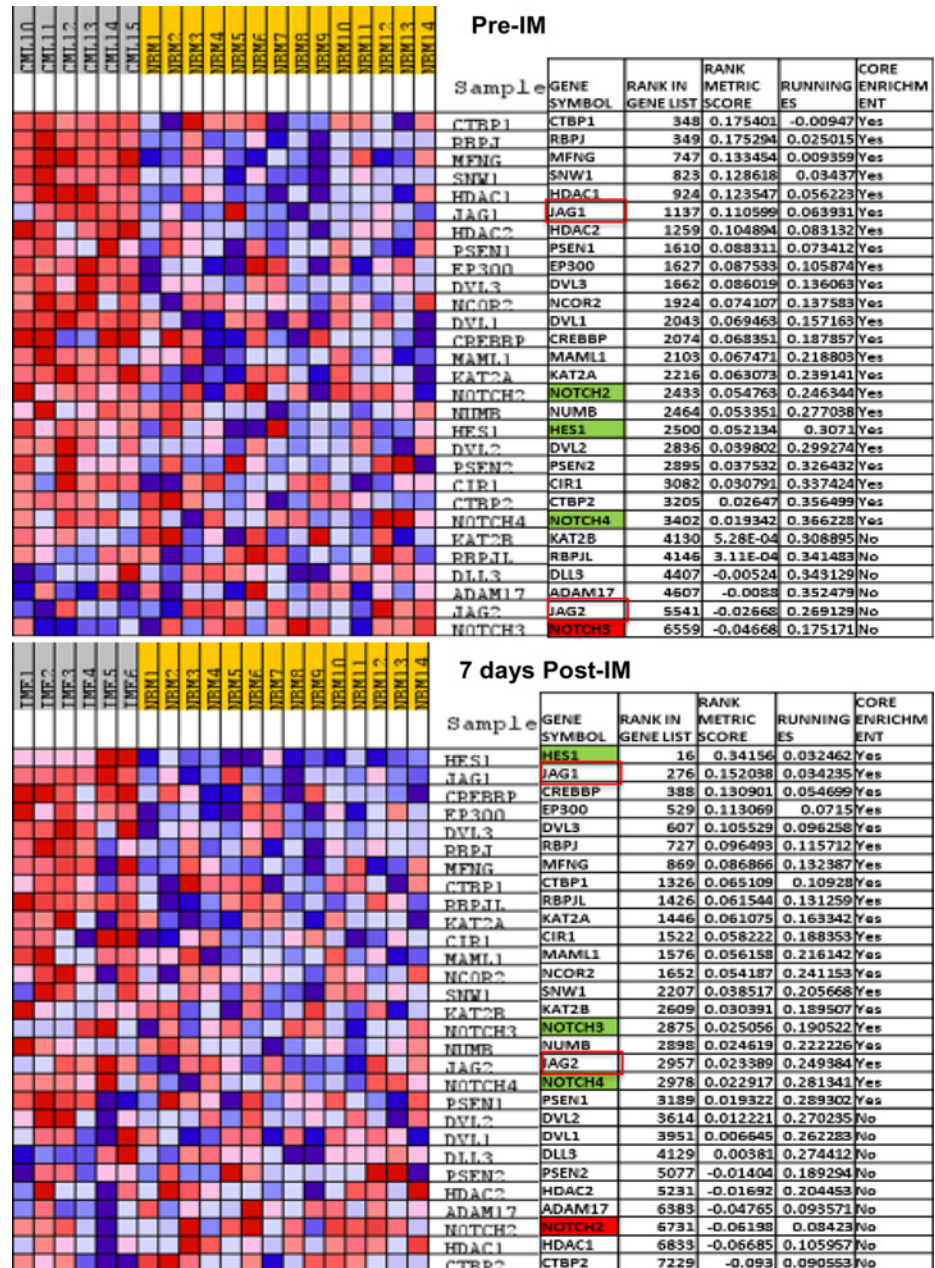 Pre-IM
CML10 CML11 CML12 CML13 CML14 CML15 NBM1 NBM2 NBM3 NBM4 NBM5 NBM6 NBM7 NBM8 NBM9 NBM10 NBM11 NBM12 NBM13 NBM14
Sample
GENE SYMBOL RANK IN GENE LIST RANK METRIC SCORE RUNNING ES CORE ENRICHM ENT
CTBP1 CTBP1 348 0.175401 -0.00947 Yes
RBPJ RBPJ 349 0.175294 0.025015 Yes
MFNG MFNG 747 0.133454 0.009359 Yes
SNW1 SNW1 823 0.128618 0.03437 Yes
HDAC1 HDAC1 924 0.123547 0.056223 Yes
JAG1 JAG1 1137 0.110599 0.063931 Yes
HDAC2 HDAC2 1259 0.104894 0.083132 Yes
PSEN1 PSEN1 1610 0.088311 0.073412 Yes
EP300 EP300 1627 0.087533 0.105874 Yes
DVL3 DVL3 1662 0.086019 0.136063 Yes
NCOR2 NCOR2 1924 0.074107 0.137583 Yes
DVL1 DVL1 2043 0.069463 0.157163 Yes
CREBBP CREBBP 2074 0.068351 0.187857 Yes
MAML1 MAML1 2103 0.067471 0.218803 Yes
KAT2A KAT2A 2216 0.063073 0.239141 Yes
NOTCH2 NOTCH2 2433 0.054763 0.246344 Yes
NUMB NUMB 2464 0.053351 0.277038 Yes
HES1 HES1 2500 0.052134 0.3071 Yes
DVL2 DVL2 2836 0.039802 0.299274 Yes
PSEN2 PSEN2 2895 0.037532 0.326432 Yes
CIR1 CIR1 3082 0.030791 0.337424 Yes
CTBP2 CTBP2 3205 0.02647 0.356499 Yes
NOTCH4 NOTCH4 3402 0.019342 0.366228 Yes
KAT2B KAT2B 4130 5.28E-04 0.308895 No
RBPJL RBPJL 4146 3.11E-04 0.341483 No
DLL3 DLL3 4407 -0.00524 0.343129 No
ADAM17 ADAM17 4607 -0.0088 0.352479 No
JAG2 JAG2 5541 -0.02668 0.269129 No
NOTCH3 NOTCH3 6559 -0.04668 0.175171 No
7 days Post-IM
IME1 IME2 IME3 IME4 IME5 IME6 NBM1 NBM2 NBM3 NBM4 NBM5 NBM6 NBM7 NBM8 NBM9 NBM10 NBM11 NBM12 NBM13 NBM14
Sample
GENE SYMBOL RANK IN GENE LIST RANK METRIC SCORE RUNNING ES CORE ENRICHM ENT
HES1 HES1 16 0.34156 0.032462 Yes
JAG1 JAG1 276 0.152038 0.034235 Yes
CREBBP CREBBP 388 0.130901 0.054699 Yes
EP300 EP300 529 0.113069 0.0715 Yes
DVL3 DVL3 607 0.105529 0.096258 Yes
RBPJ RBPJ 727 0.096493 0.115712 Yes
MFNG MFNG 869 0.086866 0.132387 Yes
CTBP1 CTBP1 1326 0.065109 0.10928 Yes
RBPJL RBPJL 1426 0.061544 0.131259 Yes
KAT2A KAT2A 1446 0.061075 0.163342 Yes
CIR1 CIR1 1522 0.058222 0.188353 Yes
MAML1 MAML1 1576 0.056158 0.216142 Yes
NCOR2 NCOR2 1652 0.054187 0.241153 Yes
SNW1 SNW1 2207 0.038517 0.205668 Yes
KAT2B KAT2B 2609 0.030391 0.189507 Yes
NOTCH3 NOTCH3 2875 0.025056 0.190522 Yes
NUMB NUMB 2898 0.024619 0.222226 Yes
JAG2 JAG2 2957 0.023389 0.249384 Yes
NOTCH4 NOTCH4 2978 0.022917 0.281341 Yes
PSEN1 PSEN1 3189 0.019322 0.289302 Yes
DVL2 DVL2 3614 0.012221 0.270235 No
DVL1 DVL1 3951 0.006645 0.262283 No
DLL3 DLL3 4129 0.00381 0.274412 No
PSEN2 PSEN2 5077 -0.01404 0.189294 No
HDAC2 HDAC2 5231 -0.01692 0.204453 No
ADAM17 ADAM17 6383 -0.04765 0.093571 No
NOTCH2 NOTCH2 6731 -0.06198 0.08423 No
HDAC1 HDAC1 6833 -0.06685 0.105957 No
CTBP2 CTBP2 7229 -0.093 0.090553 No